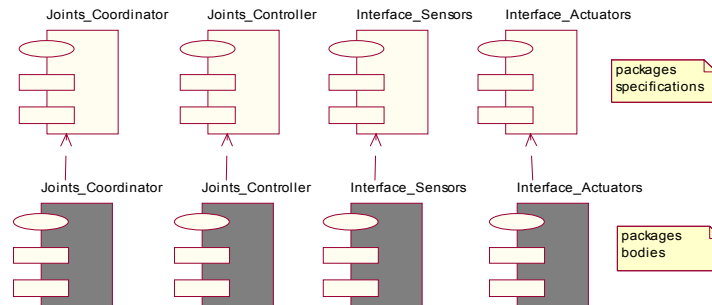 Joints_Coordinator
Joints_Controller
Interface_Sensors
Interface_Actuators
packages
specifications
Joints_Coordinator
Joints_Controller
Interface_Sensors
Interface_Actuators
packages
bodies